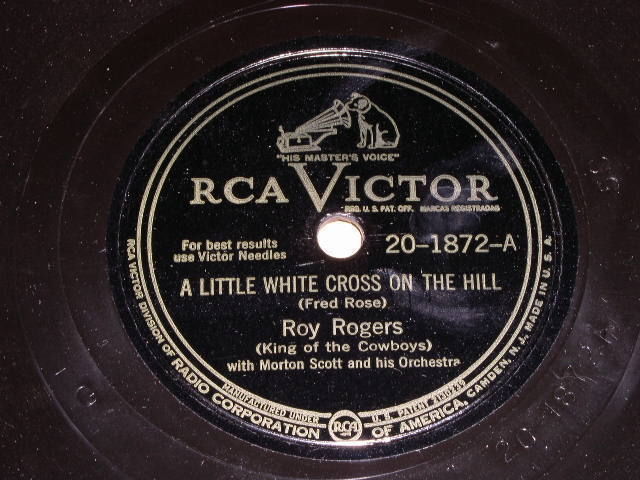 "HIS MASTER'S VOICE"
RCA VICTOR
REG. U.S. PAT. OFF. MARCAS REGISTRADAS
For best results
use Victor Needles
20-1872-A
A LITTLE WHITE CROSS ON THE HILL
(Fred Rose)
Roy Rogers
(King of the Cowboys)
with Morton Scott and his Orchestra
MANUFACTURED UNDER
RCA
U.S. PATENT
RCA VICTOR DIVISION OF RADIO CORPORATION OF AMERICA, CAMDEN, N. J. MADE IN U.S.A.